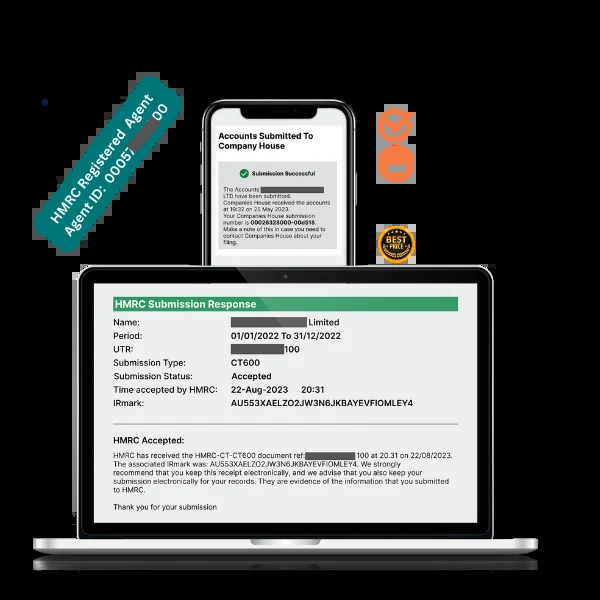 HMRC Registered Agent
Agent ID: 00057 00
Accounts Submitted To
Company House
Submission Successful
The Accounts
LTD have been submitted.
Companies House received the accounts
at 19:33 on 25 May 2023.
Your Companies House submission
number is
Make a note of this in case you need to
contact Companies House about your
filing.
BEST
PRICE
HMRC Submission Response
Name: Limited
Period: 01/01/2022 To 31/12/2022
UTR: 100
Submission Type: CT600
Submission Status: Accepted
Time accepted by HMRC: 22-Aug-2023 20:31
IRmark: AU553XAELZO2JW3N6JKBAYEVFIOMLEY4
HMRC Accepted:
HMRC has received the HMRC-CT-CT600 document ref: 100 at 20.31 on 22/08/2023.
The associated IRmark was: AU553XAELZO2JW3N6JKBAYEVFIOMLEY4. We strongly
recommend that you keep this receipt electronically, and we advise that you also keep your
submission electronically for your records. They are evidence of the information that you submitted
to HMRC.
Thank you for your submission